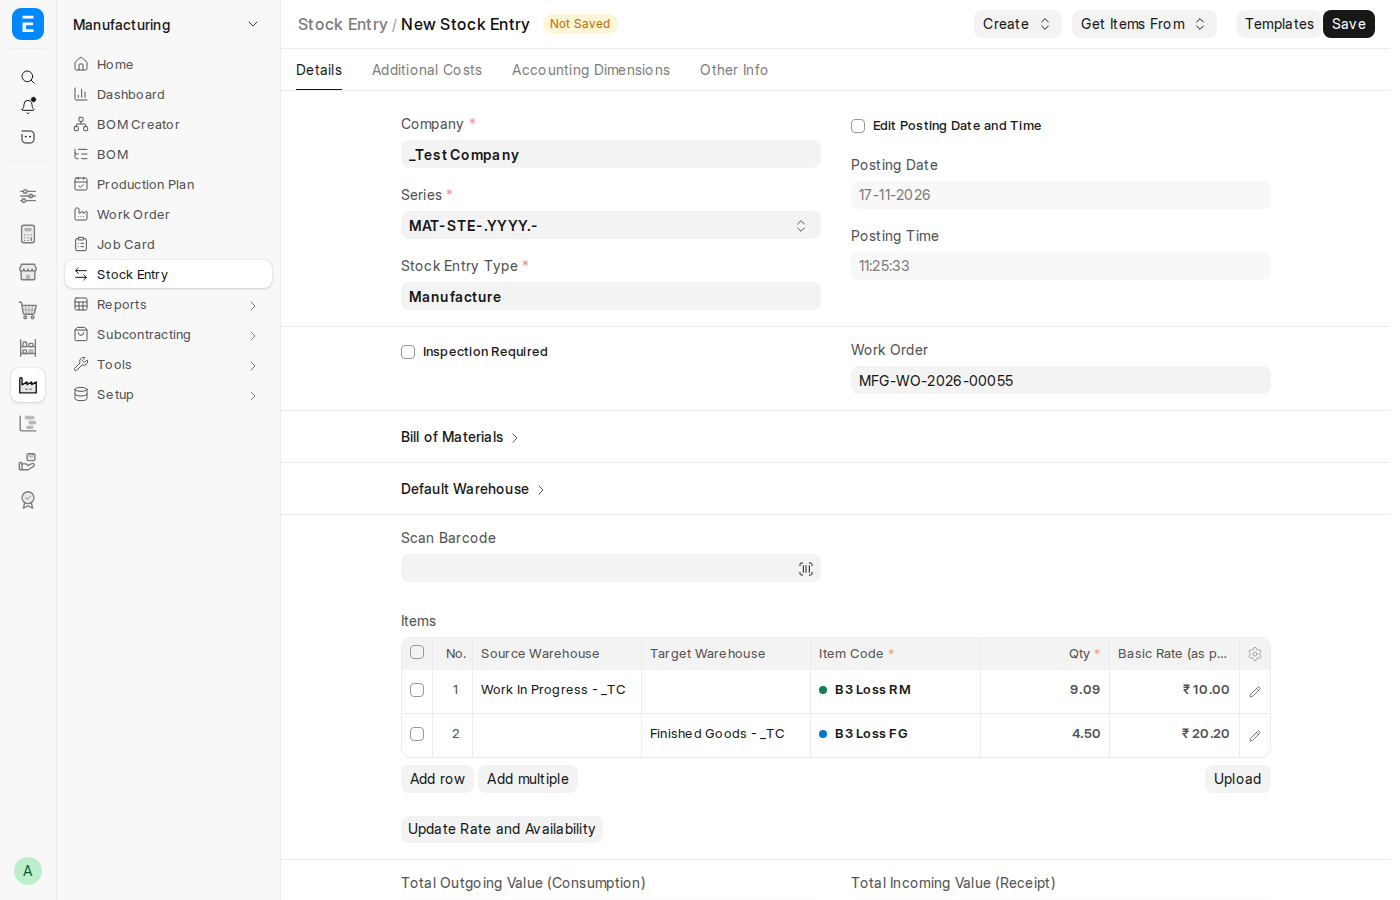 Manufacturing
Home
Dashboard
BOM Creator
BOM
Production Plan
Work Order
Job Card
Stock Entry
Reports
Subcontracting
Tools
Setup
A
Stock Entry / New Stock Entry Not Saved
Create
Get Items From
Templates
Save
Details
Additional Costs
Accounting Dimensions
Other Info
Company *
_Test Company
Series *
MAT-STE-.YYYY.-
Stock Entry Type *
Manufacture
Edit Posting Date and Time
Posting Date
17-11-2026
Posting Time
11:25:33
Inspection Required
Work Order
MFG-WO-2026-00055
Bill of Materials
Default Warehouse
Scan Barcode
Items
No. Source Warehouse Target Warehouse Item Code * Qty * Basic Rate (as p...
1 Work In Progress - _TC B3 Loss RM 9.09 ₹ 10.00
2 Finished Goods - _TC B3 Loss FG 4.50 ₹ 20.20
Add row
Add multiple
Upload
Update Rate and Availability
Total Outgoing Value (Consumption)
Total Incoming Value (Receipt)